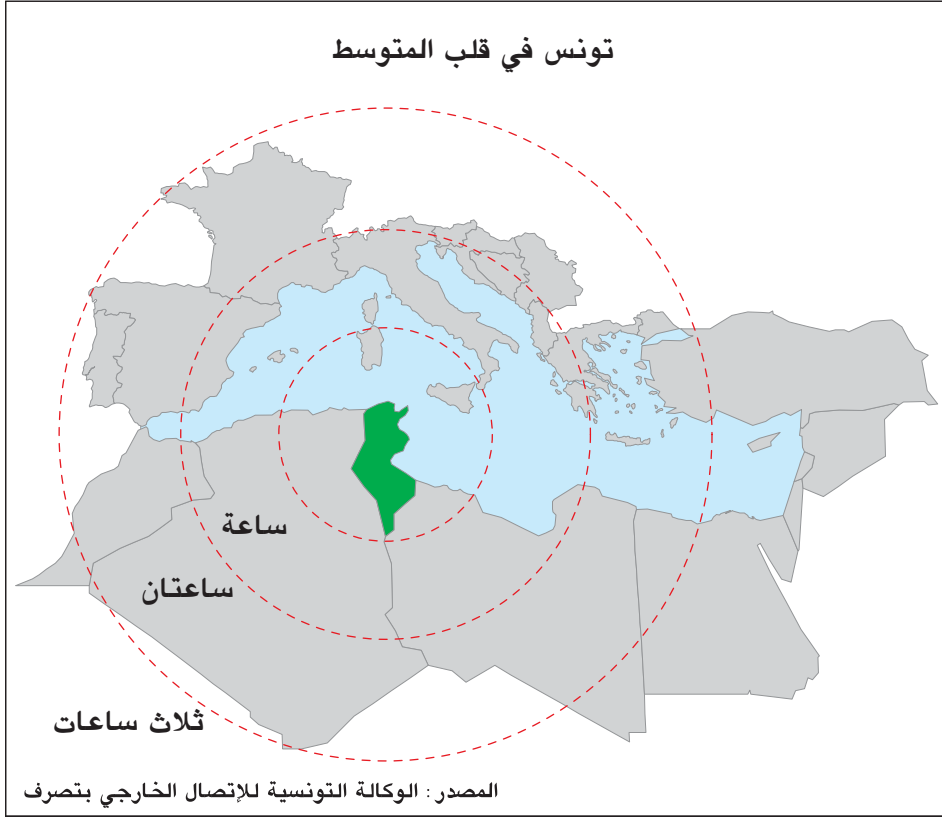 تونس في قلب المتوسط
ساعة
ساعتان
ثلاث ساعات
المصدر : الوكالة التونسية للإتصال الخارجي بتصرف